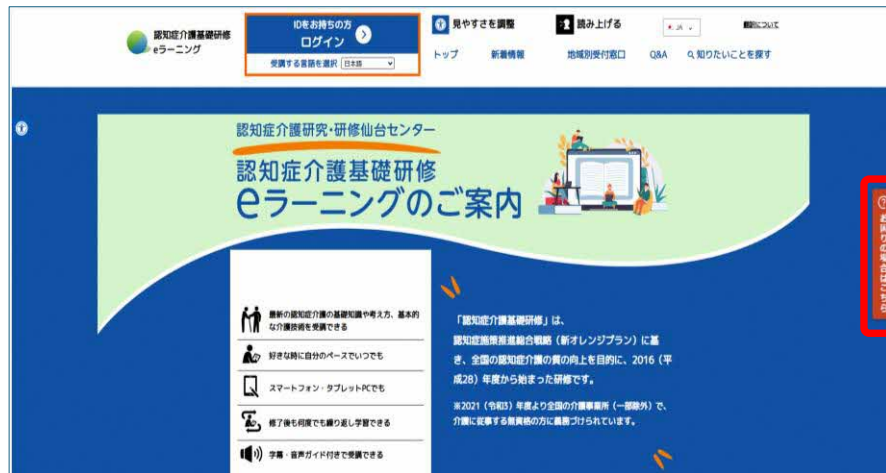 認知症介護基礎研修
eラーニング
IDをお持ちの方
ログイン
受講する言語を選択 日本語
見やすさを調整
読み上げる
JA
トップ
新着情報
地域別受付窓口
Q&A
知りたいことを探す
認知症介護研究・研修仙台センター
認知症介護基礎研修
eラーニングのご案内
? お困りの場合はこちら
最新の認知症介護の基礎知識や考え方、基本的
な介護技術を受講できる
好きな時に自分のペースでいつでも
スマートフォン・タブレットPCでも
修了後も何度でも繰り返し学習できる
字幕・音声ガイド付きで受講できる
「認知症介護基礎研修」は、
認知症施策推進総合戦略（新オレンジプラン）に基
き、全国の認知症介護の質の向上を目的に、2016（平
成28）年度から始まった研修です。
※2021（令和3）年度より全国の介護事業所（一部除外）で、
介護に従事する無資格の方に義務づけられています。